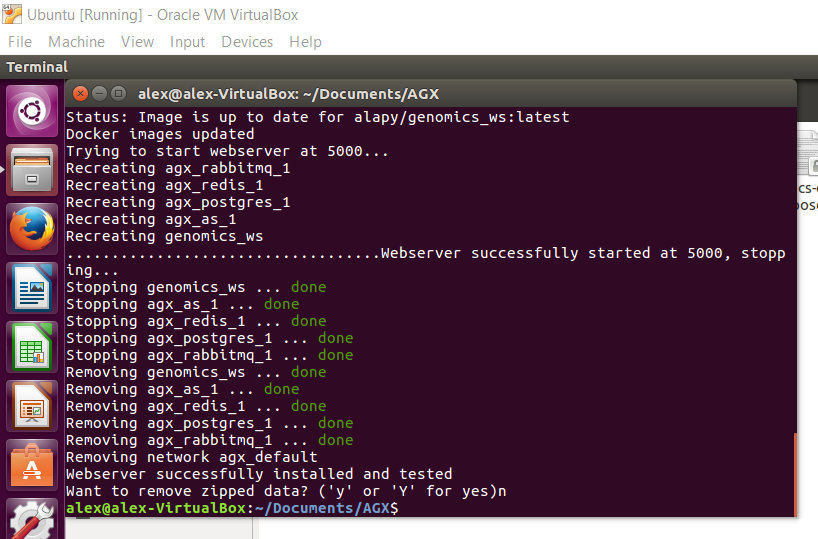 Ubuntu [Running] - Oracle VM VirtualBox
File Machine View Input Devices Help
Terminal
alex@alex-VirtualBox: ~/Documents/AGX
Status: Image is up to date for alapy/genomics_ws:latest
Docker images updated
Trying to start webserver at 5000...
Recreating agx_rabbitmq_1
Recreating agx_redis_1
Recreating agx_postgres_1
Recreating agx_as_1
Recreating genomics_ws
...................................Webserver successfully started at 5000, stopp
ing...
Stopping genomics_ws ... done
Stopping agx_as_1 ... done
Stopping agx_redis_1 ... done
Stopping agx_postgres_1 ... done
Stopping agx_rabbitmq_1 ... done
Removing genomics_ws ... done
Removing agx_as_1 ... done
Removing agx_redis_1 ... done
Removing agx_postgres_1 ... done
Removing agx_rabbitmq_1 ... done
Removing network agx_default
Webserver successfully installed and tested
Want to remove zipped data? ('y' or 'Y' for yes)n
alex@alex-VirtualBox:~/Documents/AGX$